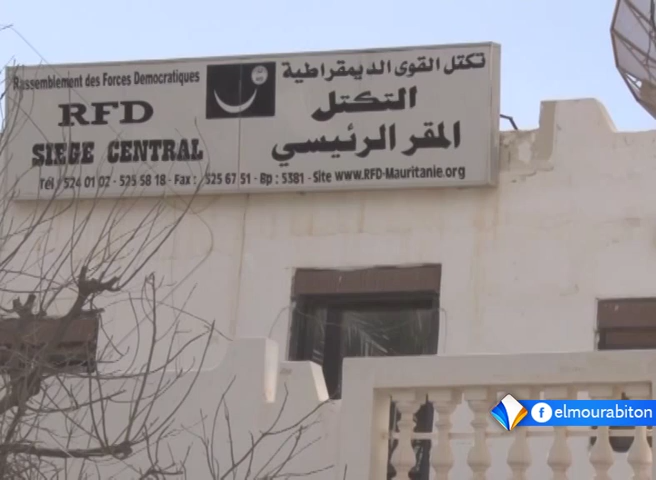 Rassemblement des Forces Democratiques
RFD
SIEGE CENTRAL
تكتل القوى الديمقراطية
التكتل
المقر الرئيسي
Tél : 524 01 02 - 525 58 18 - Fax : 525 67 51 - Bp : 5381 - Site www.RFD-Mauritanie.org
elmourabiton